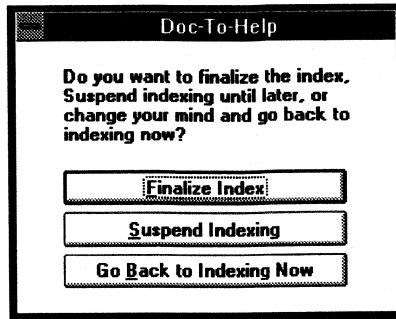 Doc-To-Help
Do you want to finalize the index,
Suspend indexing until later, or
change your mind and go back to
indexing now?
Finalize Index
Suspend Indexing
Go Back to Indexing Now